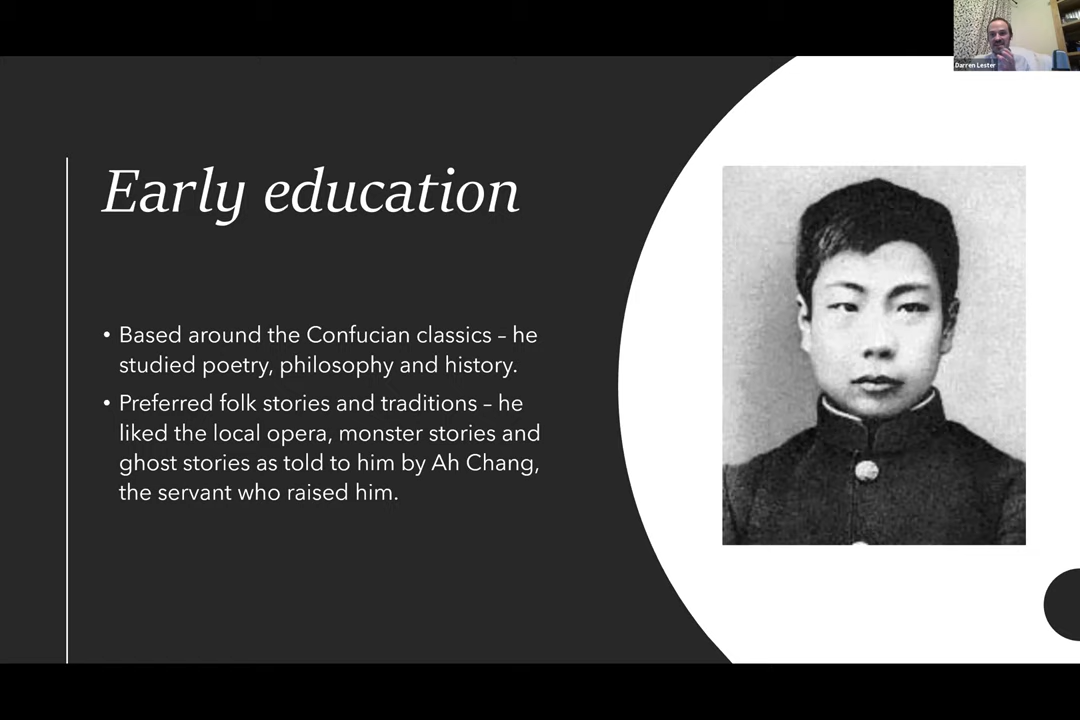 Darren Lester
Early education
• Based around the Confucian classics – he
studied poetry, philosophy and history.
• Preferred folk stories and traditions – he
liked the local opera, monster stories and
ghost stories as told to him by Ah Chang,
the servant who raised him.